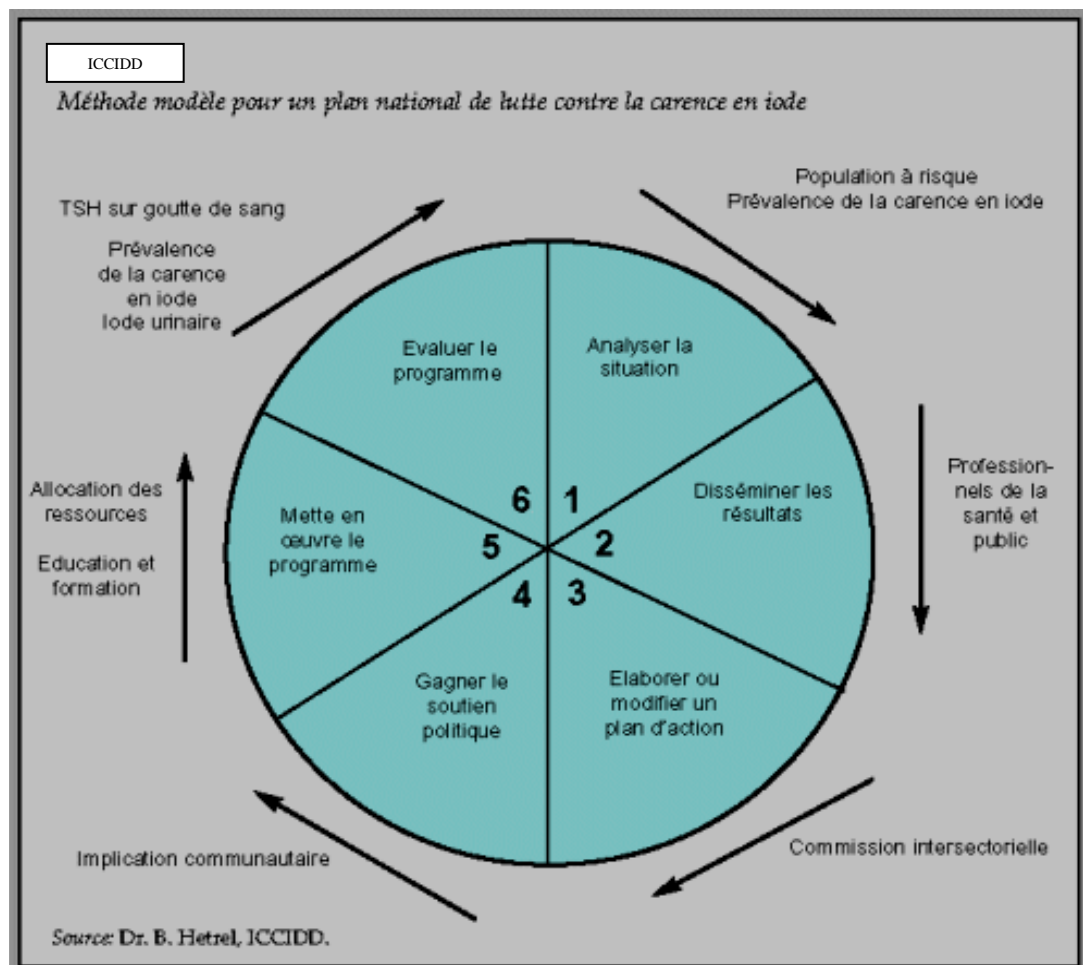 ICCIDD
Méthode modèle pour un plan national de lutte contre la carence en iode
Population à risque
Prévalence de la carence en iode
TSH sur goutte de sang
Prévalence
de la carence
en iode
Iode urinaire
Evaluer le
programme
Analyser la
situation
Profession-
nels de la
santé et
public
Disséminer les
résultats
Allocation des
ressources
Education et
formation
Mette en
œuvre le
programme
6
1
5
2
4
3
Gagner le
soutien
politique
Elaborer ou
modifier un
plan d'action
Implication communautaire
Commission intersectorielle
Source: Dr. B. Hetrel, ICCIDD.